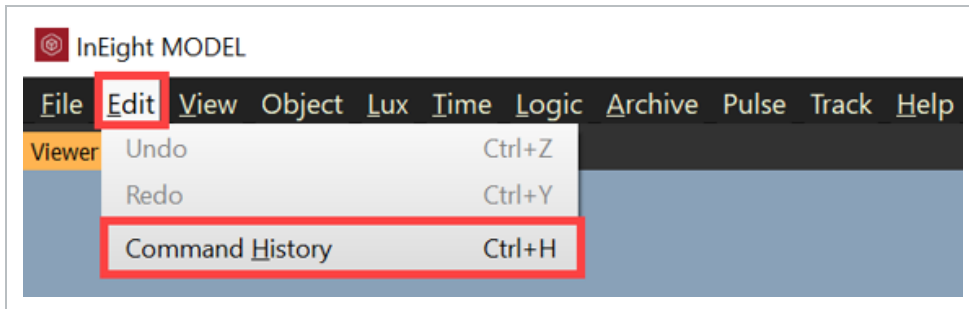 InEight MODEL
File Edit View Object Lux Time Logic Archive Pulse Track Help
Viewer
Undo Ctrl+Z
Redo Ctrl+Y
Command History Ctrl+H